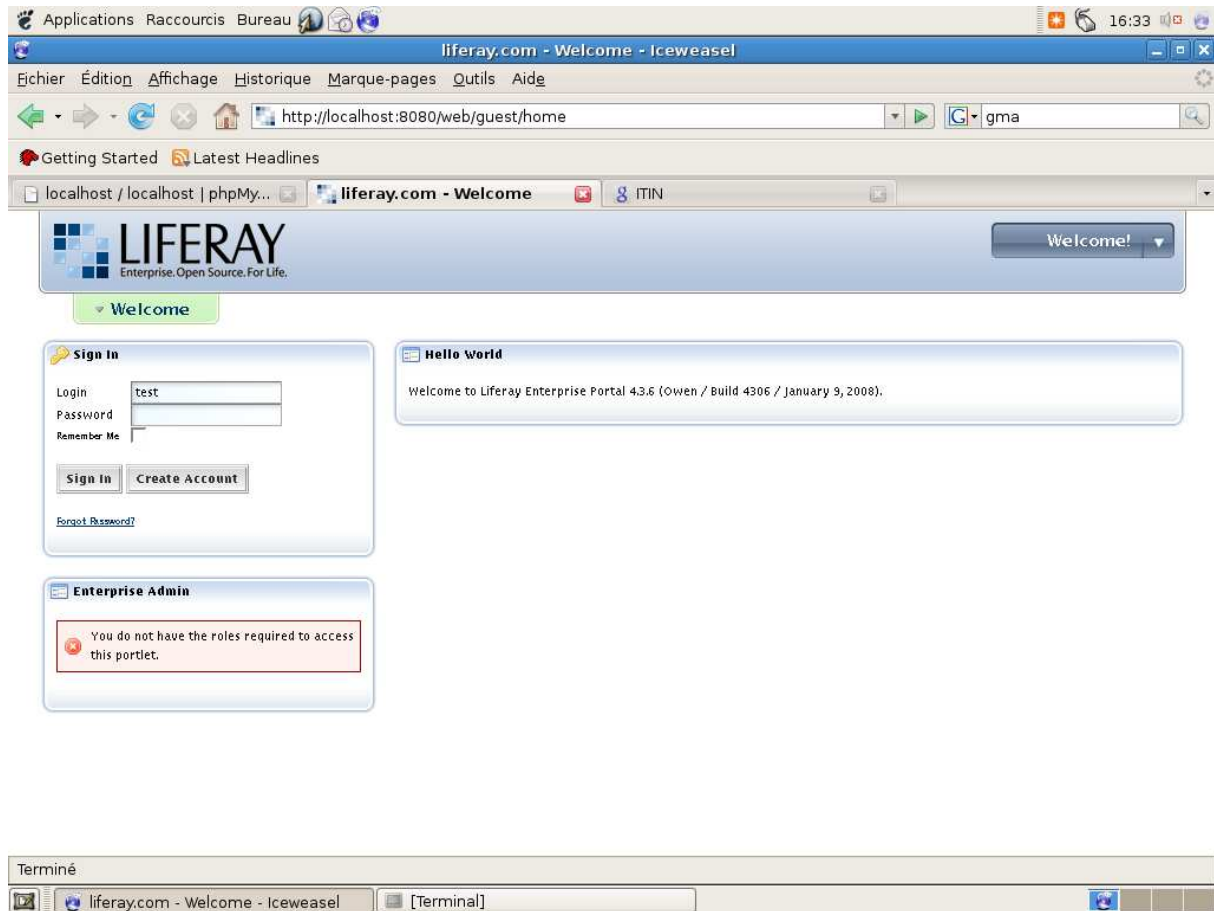 Applications Raccourcis Bureau 16:33
liferay.com - Welcome - Iceweasel
Fichier Édition Affichage Historique Marque-pages Outils Aide
http://localhost:8080/web/guest/home G gma
Getting Started Latest Headlines
localhost / localhost | phpMy... liferay.com - Welcome g ITIN
LIFERAY Welcome!
Enterprise. Open Source. For Life.
Welcome
Sign In
Login test
Password
Remember Me
Sign In Create Account
Forgot Password?
Hello World
Welcome to Liferay Enterprise Portal 4.3.6 (Owen / Build 4306 / January 9, 2008).
Enterprise Admin
You do not have the roles required to access
this portlet.
Terminé
liferay.com - Welcome - Iceweasel [Terminal]